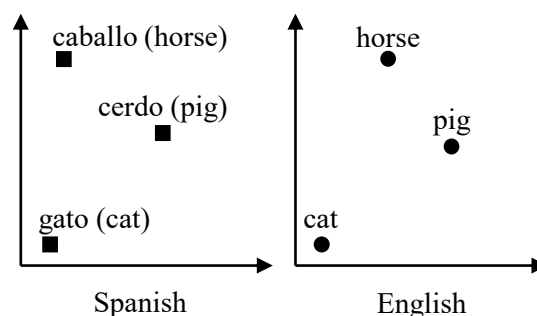 caballo (horse)
cerdo (pig)
gato (cat)
Spanish
horse
pig
cat
English